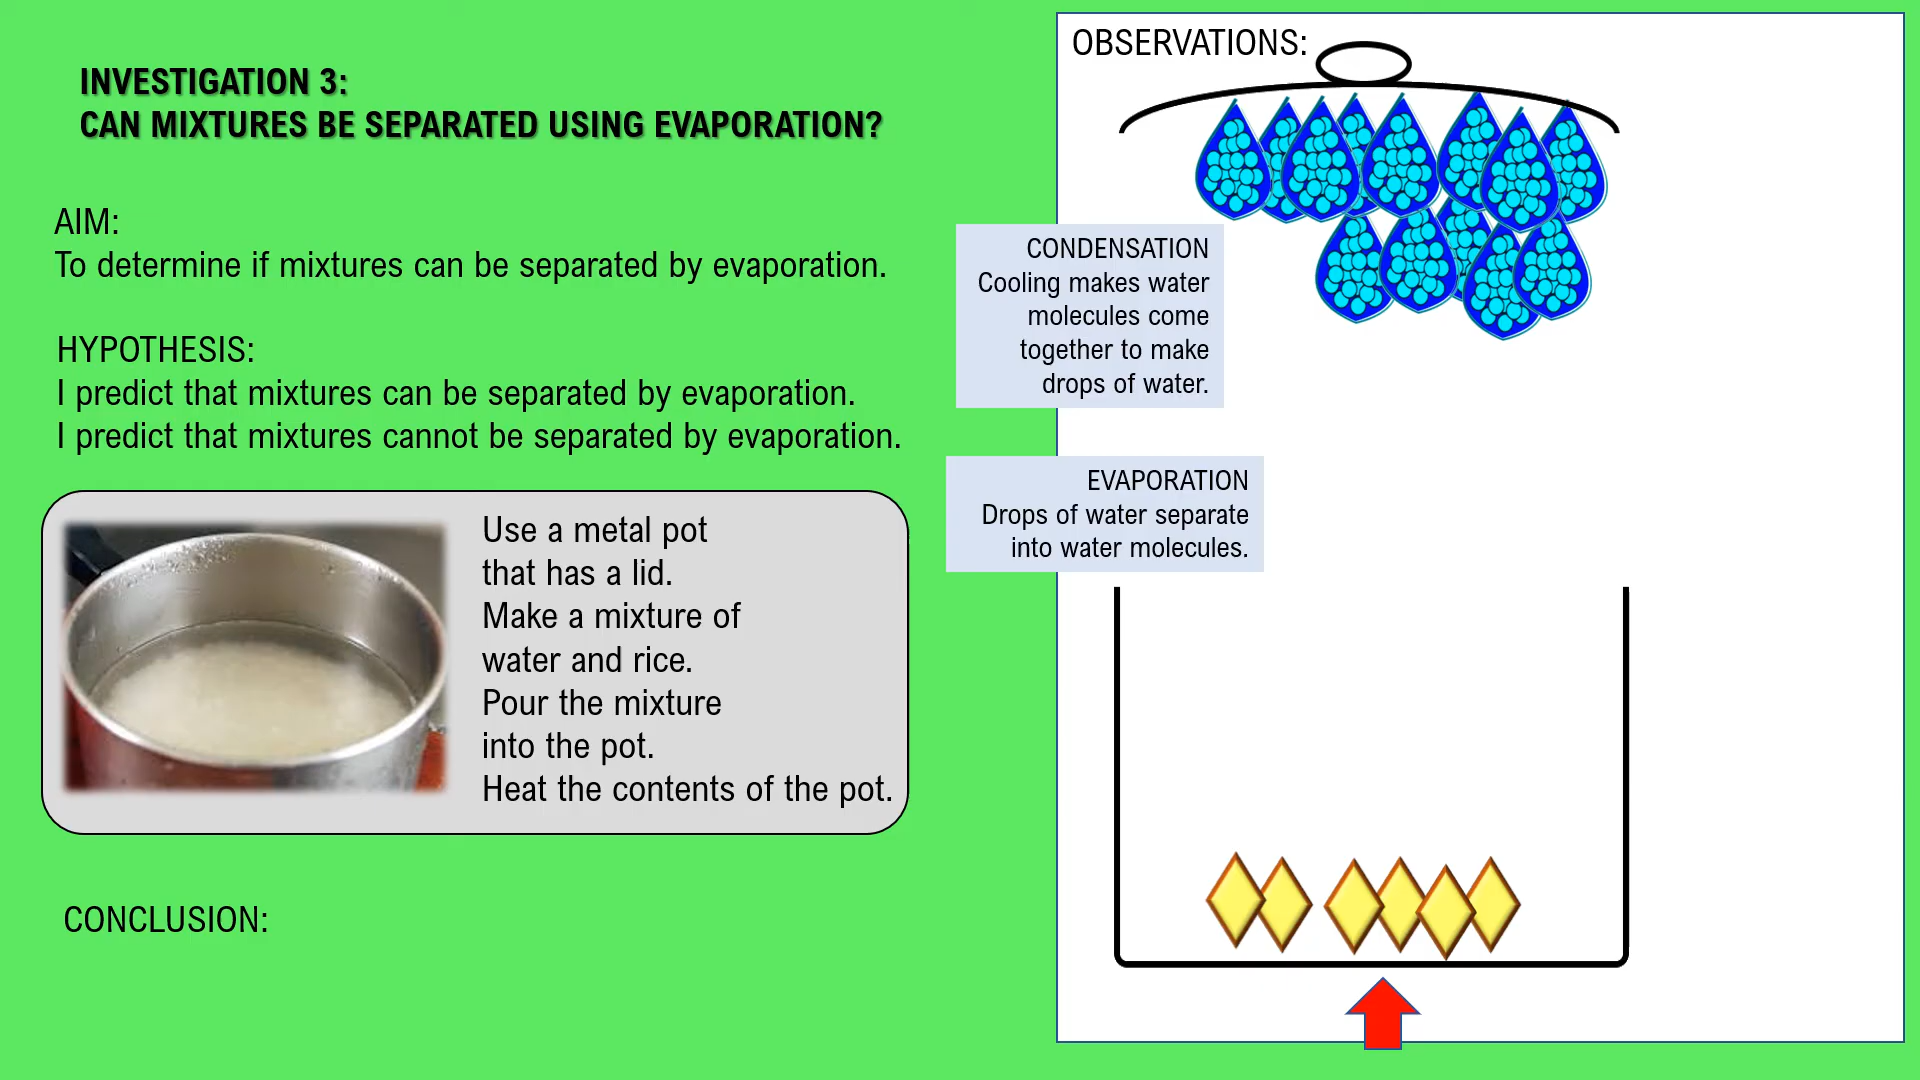 INVESTIGATION 3:
CAN MIXTURES BE SEPARATED USING EVAPORATION?
AIM:
To determine if mixtures can be separated by evaporation.
HYPOTHESIS:
I predict that mixtures can be separated by evaporation.
I predict that mixtures cannot be separated by evaporation.
Use a metal pot
that has a lid.
Make a mixture of
water and rice.
Pour the mixture
into the pot.
Heat the contents of the pot.
CONCLUSION:
OBSERVATIONS:
CONDENSATION
Cooling makes water
molecules come
together to make
drops of water.
EVAPORATION
Drops of water separate
into water molecules.